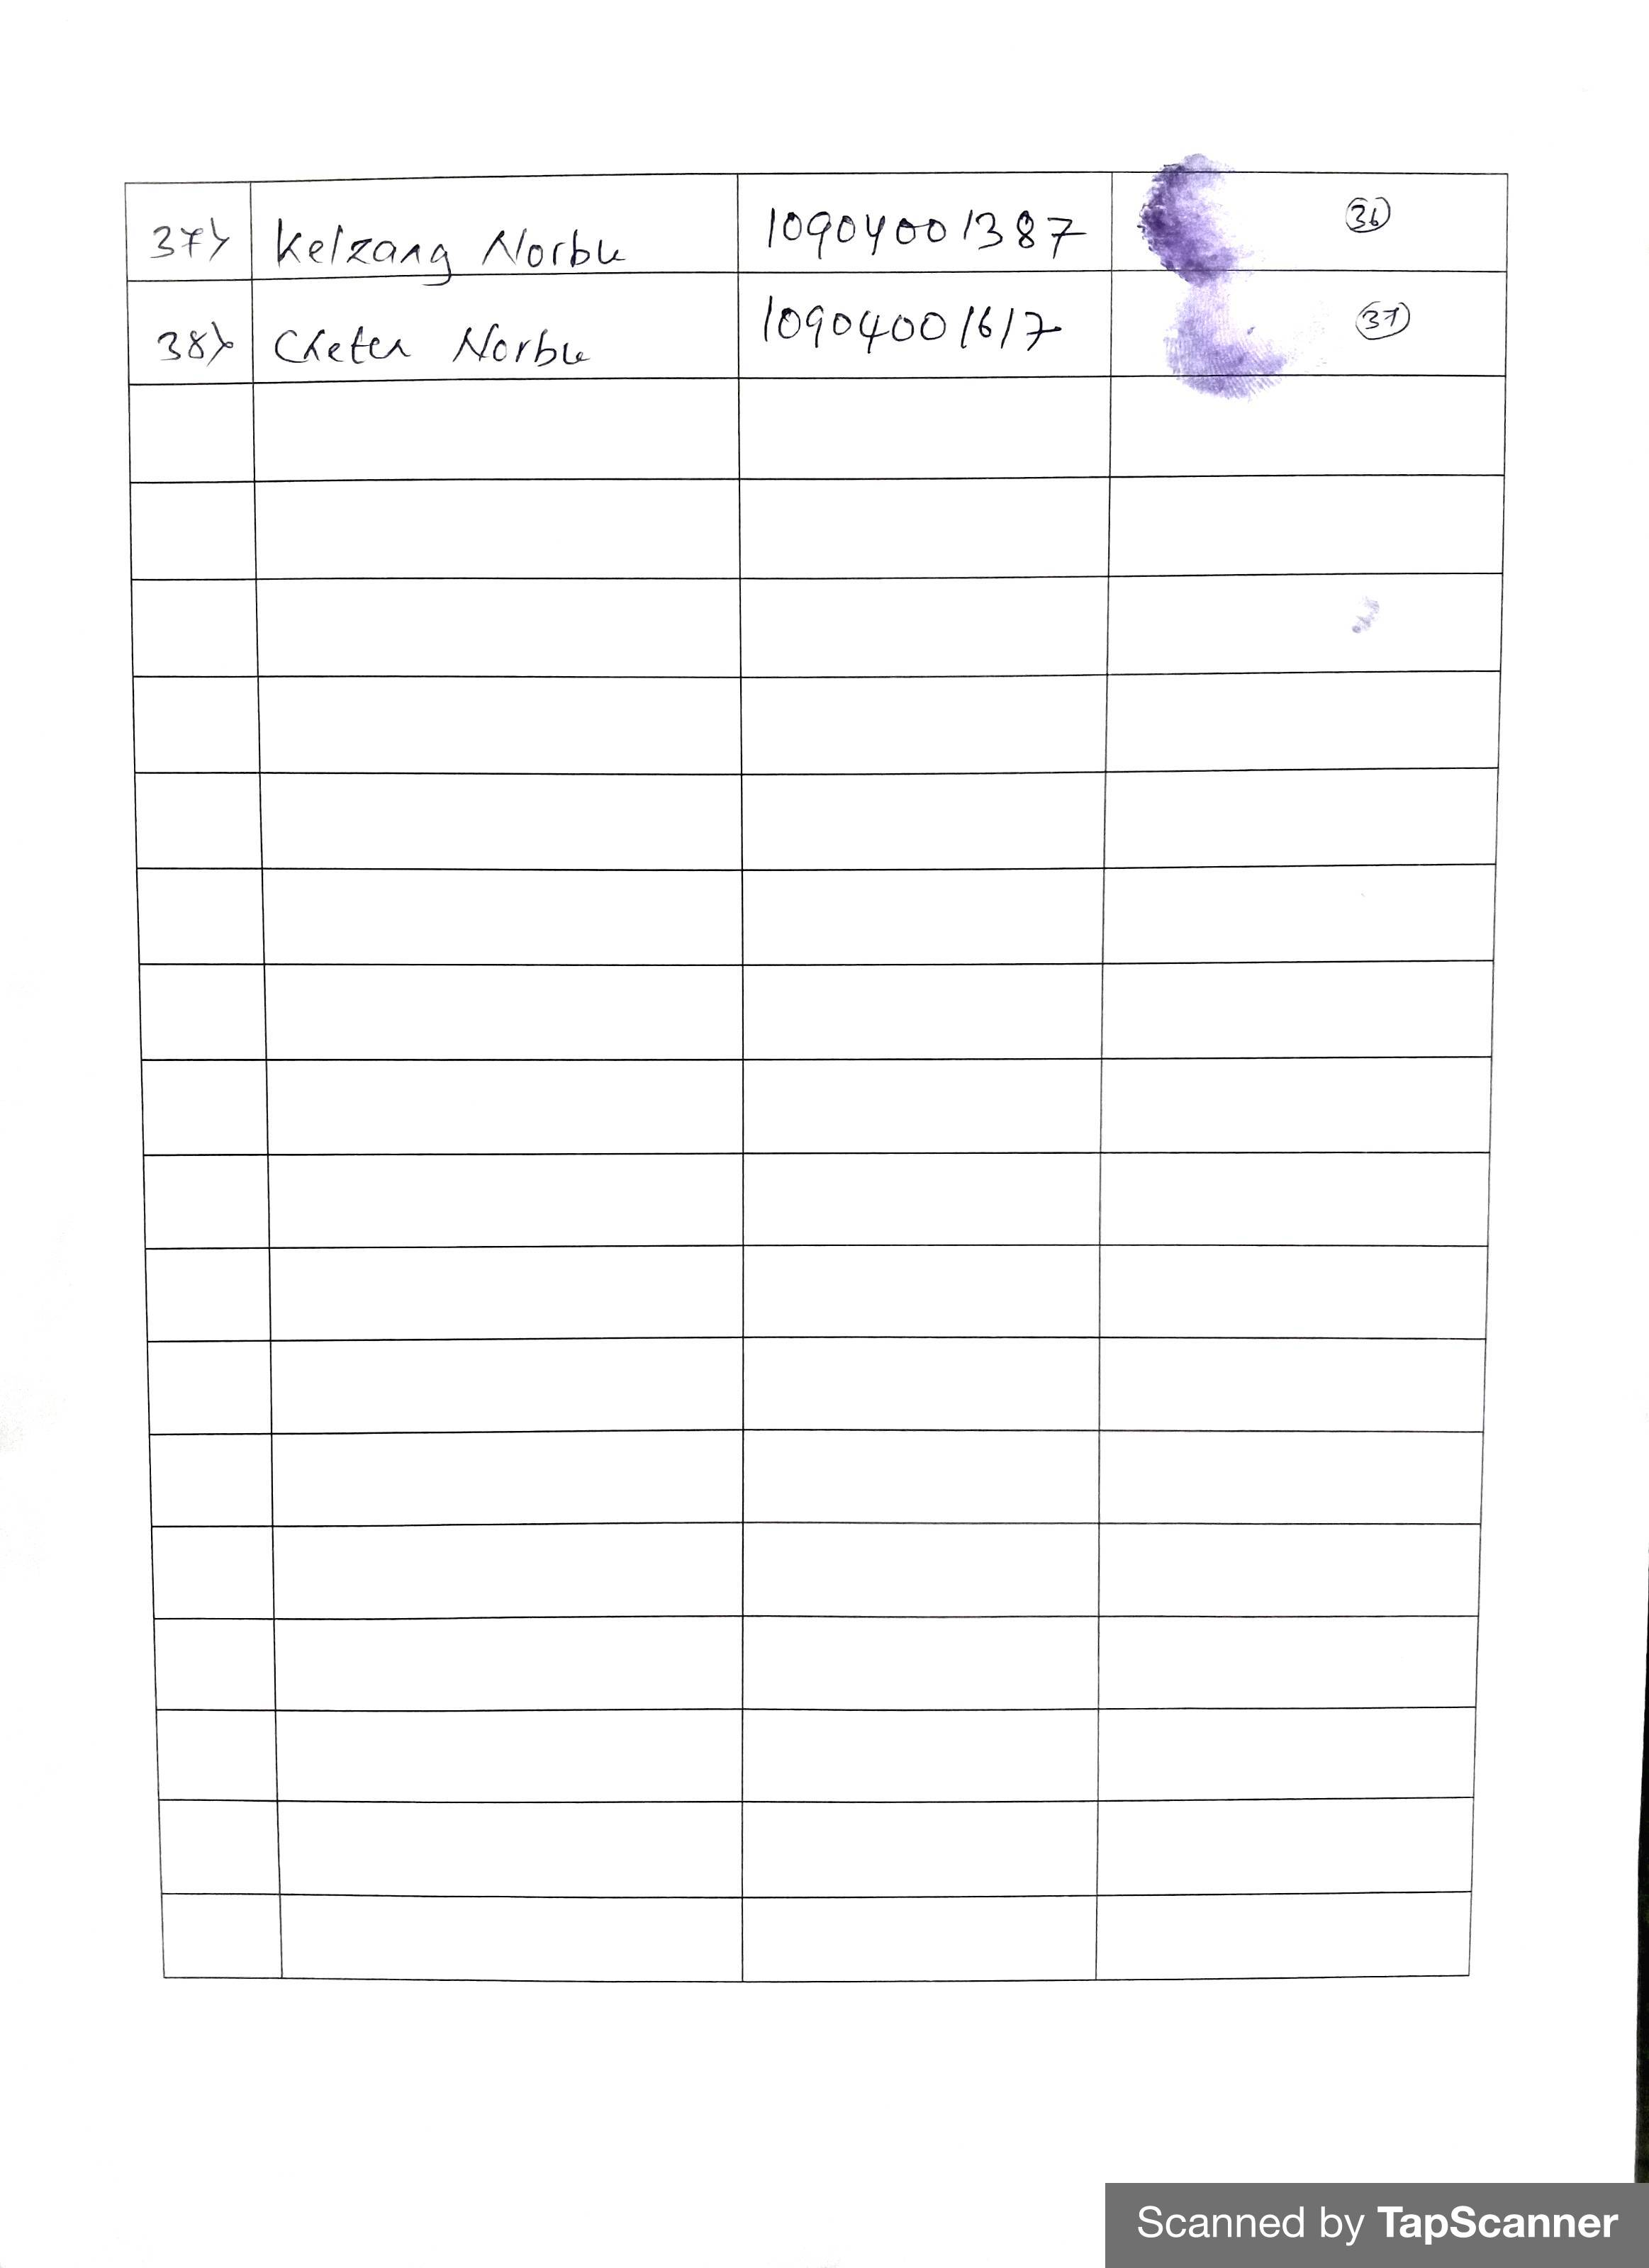 37) Kelzang Norbu 10904001387 36
38) Cheten Norbu 10904001617 37
Scanned by TapScanner